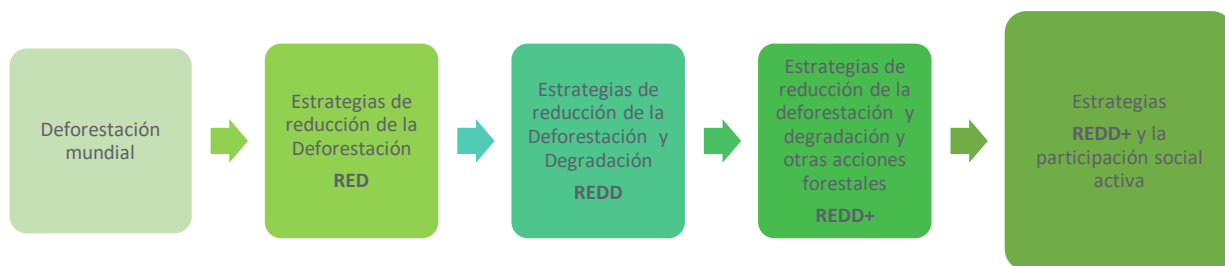 Deforestación
mundial
Estrategias de
reducción de la
Deforestación
RED
Estrategias de
reducción de la
Deforestación y
Degradación
REDD
Estrategias de
reducción de la
deforestación y
degradación y
otras acciones
forestales
REDD+
Estrategias
REDD+ y la
participación social
activa